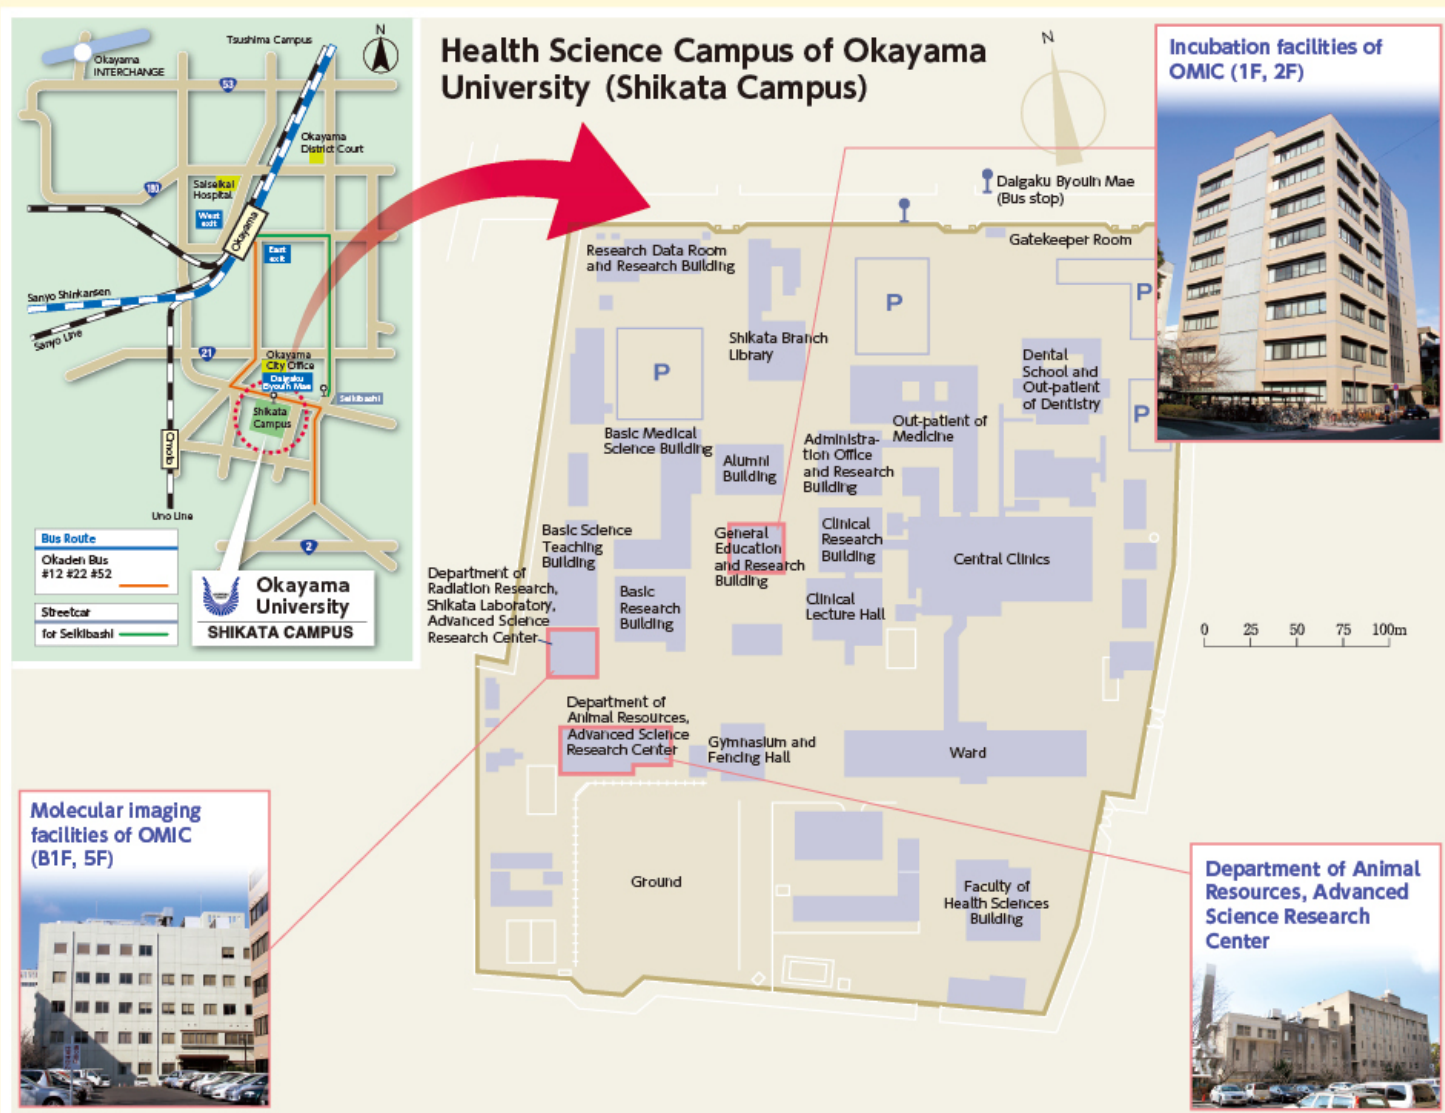 Health Science Campus of Okayama
University (Shikata Campus)
N
Tsushima Campus
Okayama
INTERCHANGE
53
Okayama
District Court
180
Saiseikai
Hospital
West
exit
Okayama
East
exit
Sanyo Shinkansen
Sanyo Line
21
Okayama
City Office
Daigaku
Byouin Mae
Seikibashi
Shikata
Campus
Omoto
Uno Line
2
Bus Route
Okaden Bus
#12 #22 #52
Streetcar
for Seikibashi
Okayama
University
SHIKATA CAMPUS
N
Daigaku Byouin Mae
(Bus stop)
Gatekeeper Room
Research Data Room
and Research Building
P
P
P
P
Shikata Branch
Library
Dental
School and
Out-patient
of Dentistry
Out-patient of
Medicine
Basic Medical
Science Building
Alumni
Building
Administra-
tion Office
and Research
Building
Basic Science
Teaching
Building
General
Education
and Research
Building
Clinical
Research
Building
Central Clinics
Department of
Radiation Research,
Shikata Laboratory,
Advanced Science
Research Center
Basic
Research
Building
Clinical
Lecture Hall
0 25 50 75 100m
Department of
Animal Resources,
Advanced Science
Research Center
Gymnasium and
Fencing Hall
Ward
Ground
Faculty of
Health Sciences
Building
Incubation facilities of
OMIC (1F, 2F)
Molecular imaging
facilities of OMIC
(B1F, 5F)
Department of Animal
Resources, Advanced
Science Research
Center